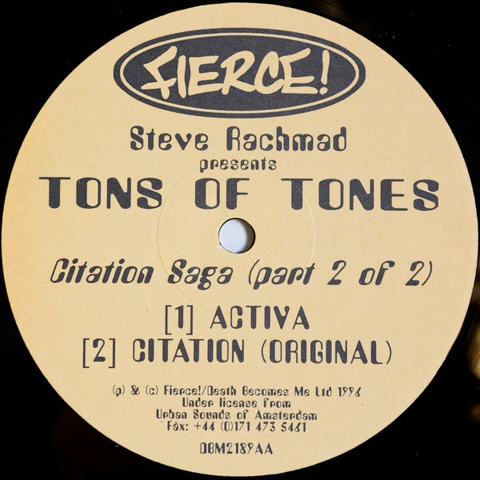 FIERCE!
Steve Rachmad
presents
TONS OF TONES
Citation Saga (part 2 of 2)
[1] ACTIVA
[2] CITATION (ORIGINAL)
(p) & (c) Fierce!/Death Becomes Me Ltd 1996
Under license from
Urban Sounds of Amsterdam
Fax: +44 (0)171 473 5461
DBM2189AA